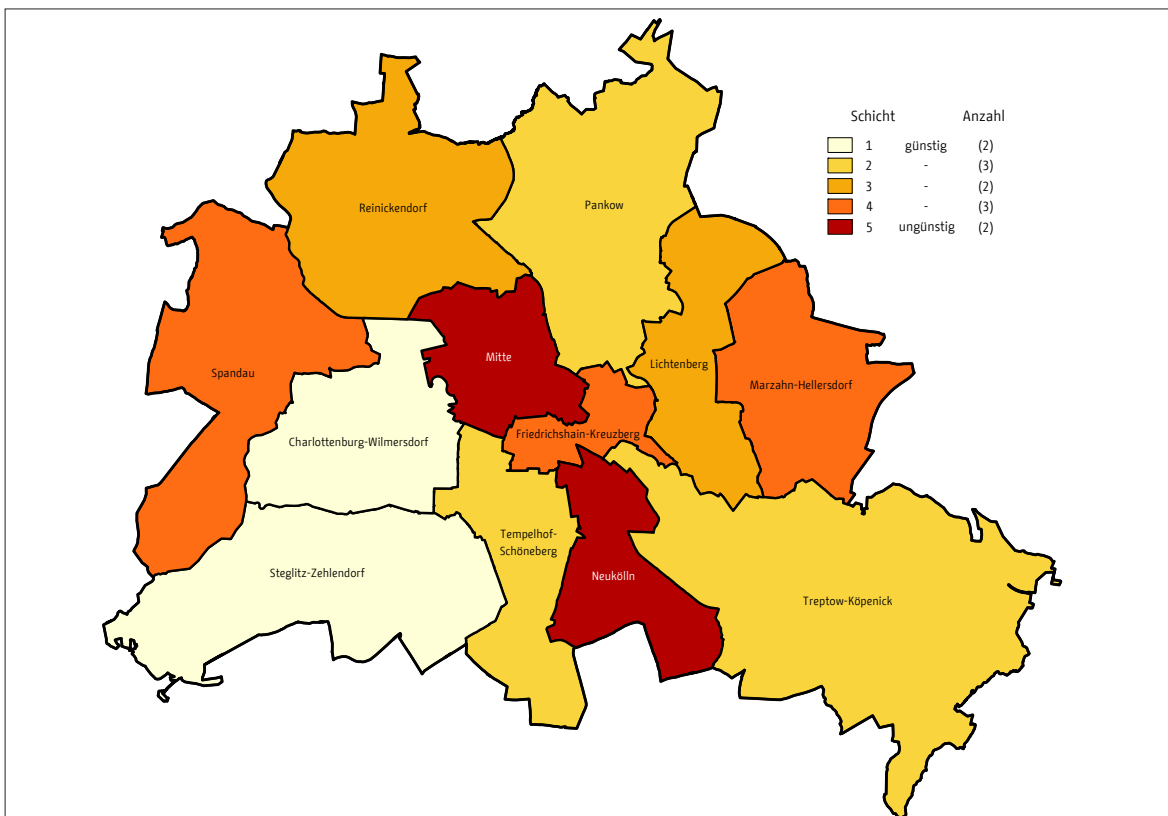 Schicht Anzahl
1 günstig (2)
2 - (3)
3 - (2)
4 - (3)
5 ungünstig (2)
Reinickendorf
Pankow
Spandau
Mitte
Lichtenberg
Marzahn-Hellersdorf
Charlottenburg-Wilmersdorf
Friedrichshain-Kreuzberg
Tempelhof-
Schöneberg
Steglitz-Zehlendorf
Neukölln
Treptow-Köpenick